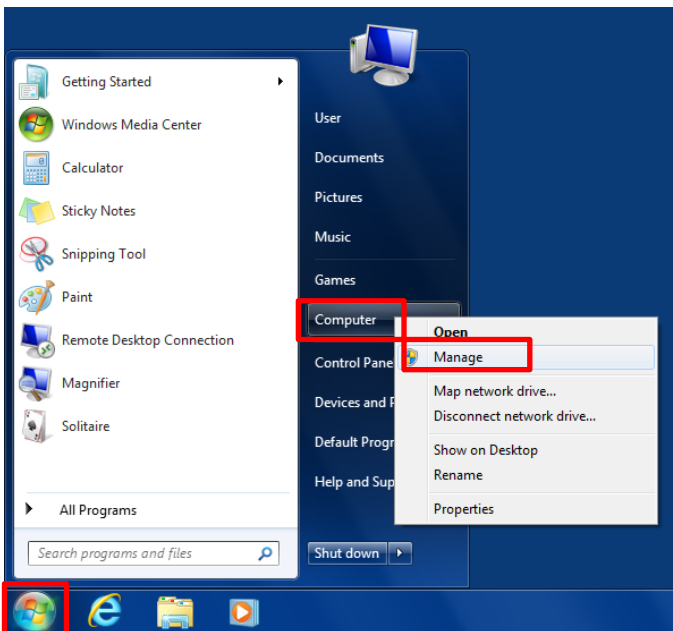 Getting Started
Windows Media Center
Calculator
Sticky Notes
Snipping Tool
Paint
Remote Desktop Connection
Magnifier
Solitaire
All Programs
Search programs and files
User
Documents
Pictures
Music
Games
Computer
Control Pane
Devices and
Default Progr
Help and Sup
Shut down
Open
Manage
Map network drive...
Disconnect network drive...
Show on Desktop
Rename
Properties